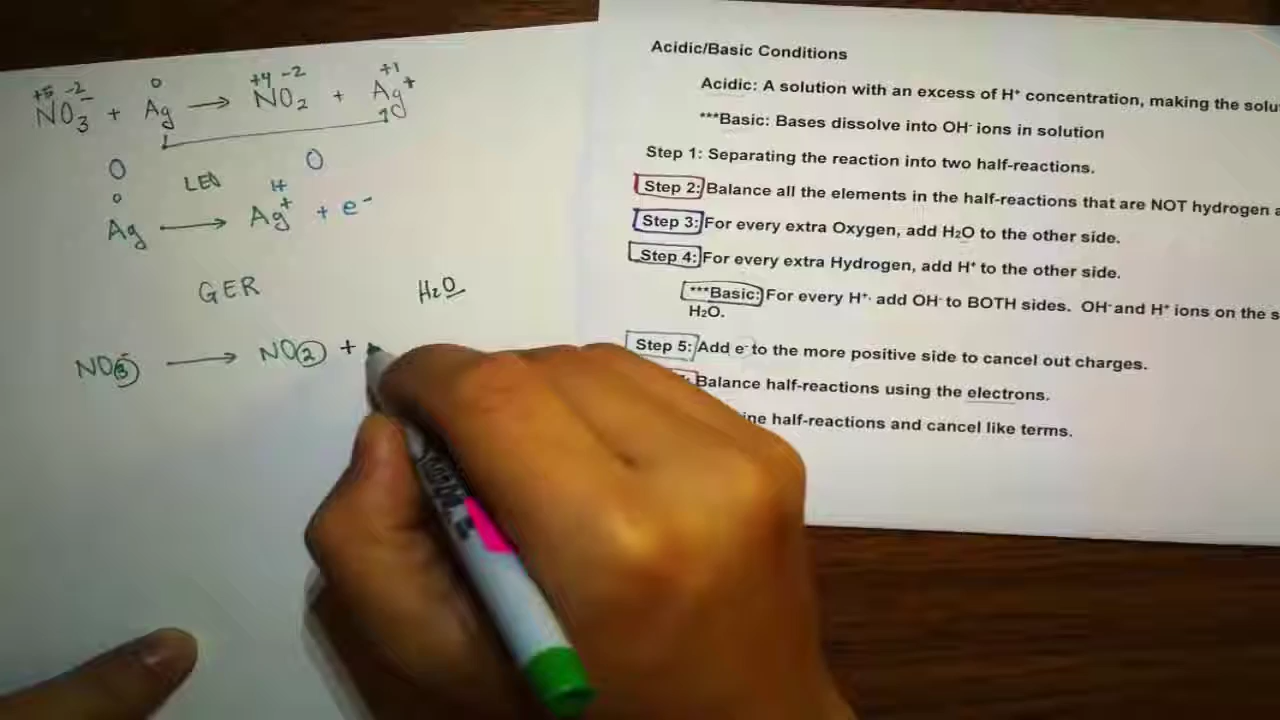 +5 -2 0 +4 -2 +1
NO₃⁻ + Ag → NO₂ + Ag⁺
0 0
LEO
0 1+
Ag → Ag⁺ + e⁻
GER
H₂O
NO₃⁻ → NO₂ +
Acidic/Basic Conditions
Acidic: A solution with an excess of H⁺ concentration, making the
***Basic: Bases dissolve into OH⁻ ions in solution
Step 1: Separating the reaction into two half-reactions.
Step 2: Balance all the elements in the half-reactions that are NOT hydrogen
Step 3: For every extra Oxygen, add H₂O to the other side.
Step 4: For every extra Hydrogen, add H⁺ to the other side.
***Basic: For every H⁺, add OH⁻ to BOTH sides. OH⁻ and H⁺ ions on the
H₂O.
Step 5: Add e⁻ to the more positive side to cancel out charges.
Balance half-reactions using the electrons.
half-reactions and cancel like terms.